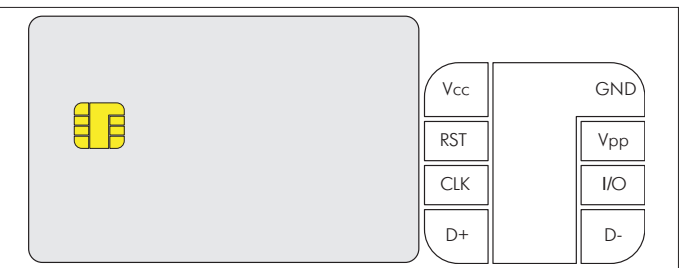 Vcc GND
RST Vpp
CLK I/O
D+ D-